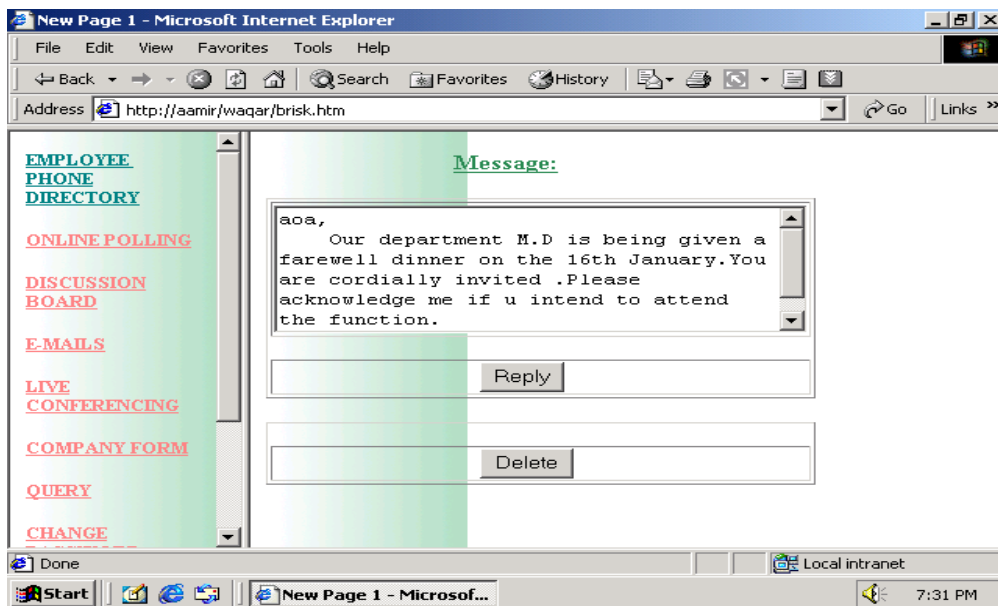 New Page 1 - Microsoft Internet Explorer
File Edit View Favorites Tools Help
Back Search Favorites History
Address http://aamir/waqar/brisk.htm Go Links »
EMPLOYEE
PHONE
DIRECTORY
ONLINE POLLING
DISCUSSION
BOARD
E-MAILS
LIVE
CONFERENCING
COMPANY FORM
QUERY
CHANGE
Message:
aoa,
Our department M.D is being given a
farewell dinner on the 16th January.You
are cordially invited .Please
acknowledge me if u intend to attend
the function.
Reply
Delete
Done Local intranet
Start New Page 1 - Microsof... 7:31 PM